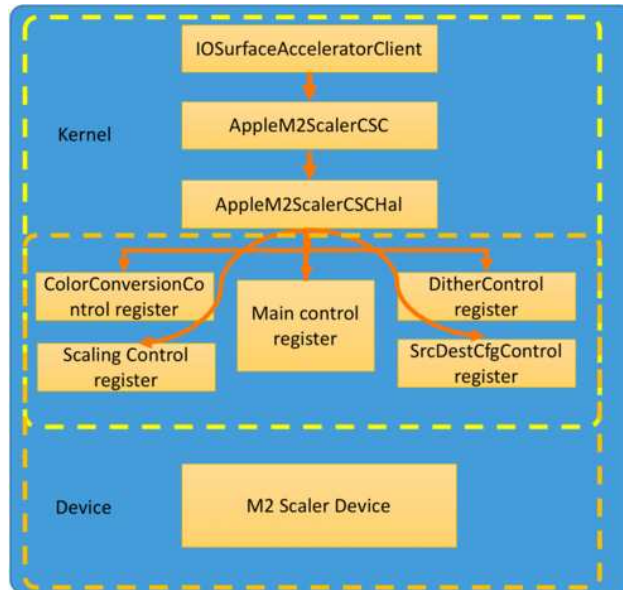 IOSurfaceAcceleratorClient
Kernel
AppleM2ScalerCSC
AppleM2ScalerCSCHal
ColorConversionCo
ntrol register
Main control
register
DitherControl
register
Scaling Control
register
SrcDestCfgControl
register
Device
M2 Scaler Device